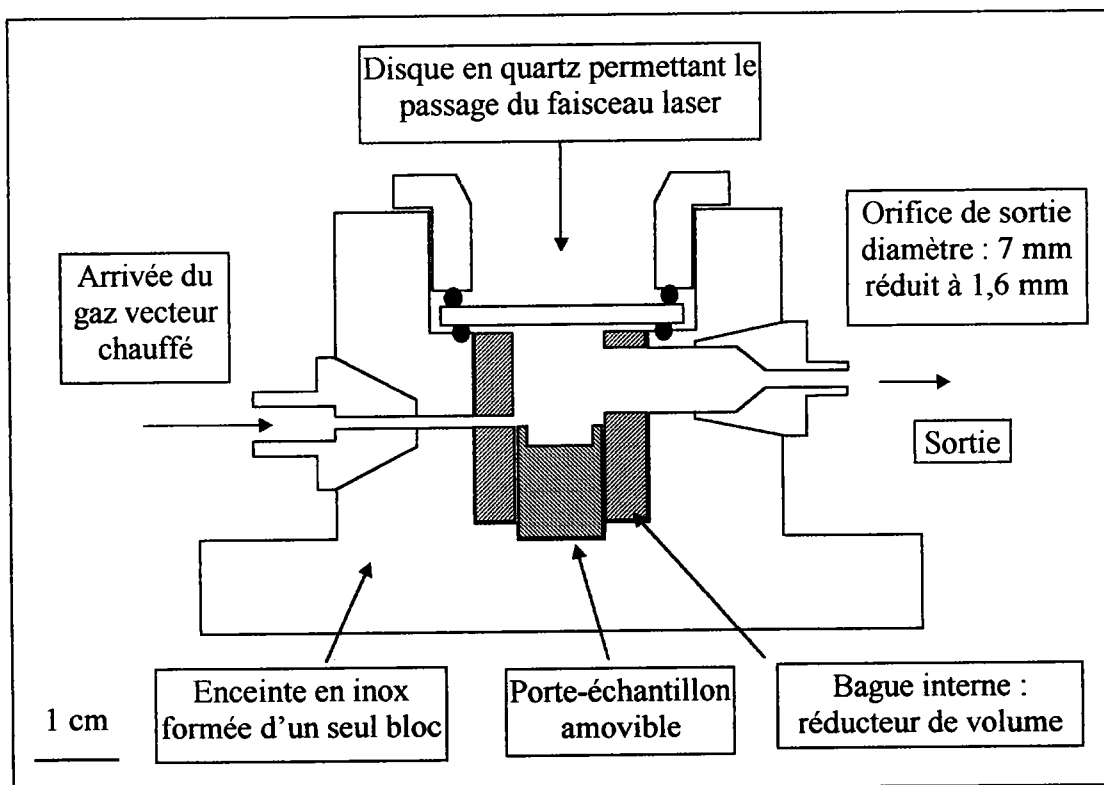 Disque en quartz permettant le
passage du faisceau laser
Orifice de sortie
diamètre : 7 mm
réduit à 1,6 mm
Arrivée du
gaz vecteur
chauffé
Sortie
Enceinte en inox
formée d'un seul bloc
Porte-échantillon
amovible
Bague interne :
réducteur de volume
1 cm